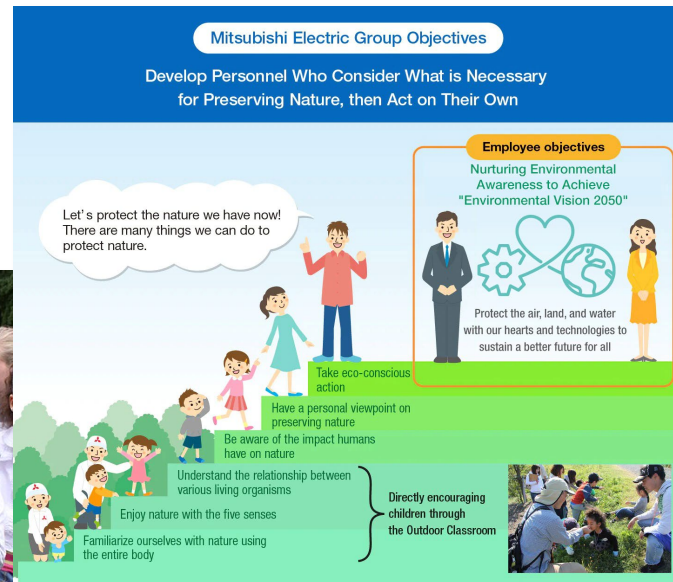 Mitsubishi Electric Group Objectives
Develop Personnel Who Consider What is Necessary
for Preserving Nature, then Act on Their Own
Employee objectives
Nurturing Environmental
Awareness to Achieve
"Environmental Vision 2050"
Let's protect the nature we have now!
There are many things we can do to
protect nature.
Protect the air, land, and water
with our hearts and technologies to
sustain a better future for all
Take eco-conscious
action
Have a personal viewpoint on
preserving nature
Be aware of the impact humans
have on nature
Understand the relationship between
various living organisms
Enjoy nature with the five senses
Familiarize ourselves with nature using
the entire body
Directly encouraging
children through
the Outdoor Classroom